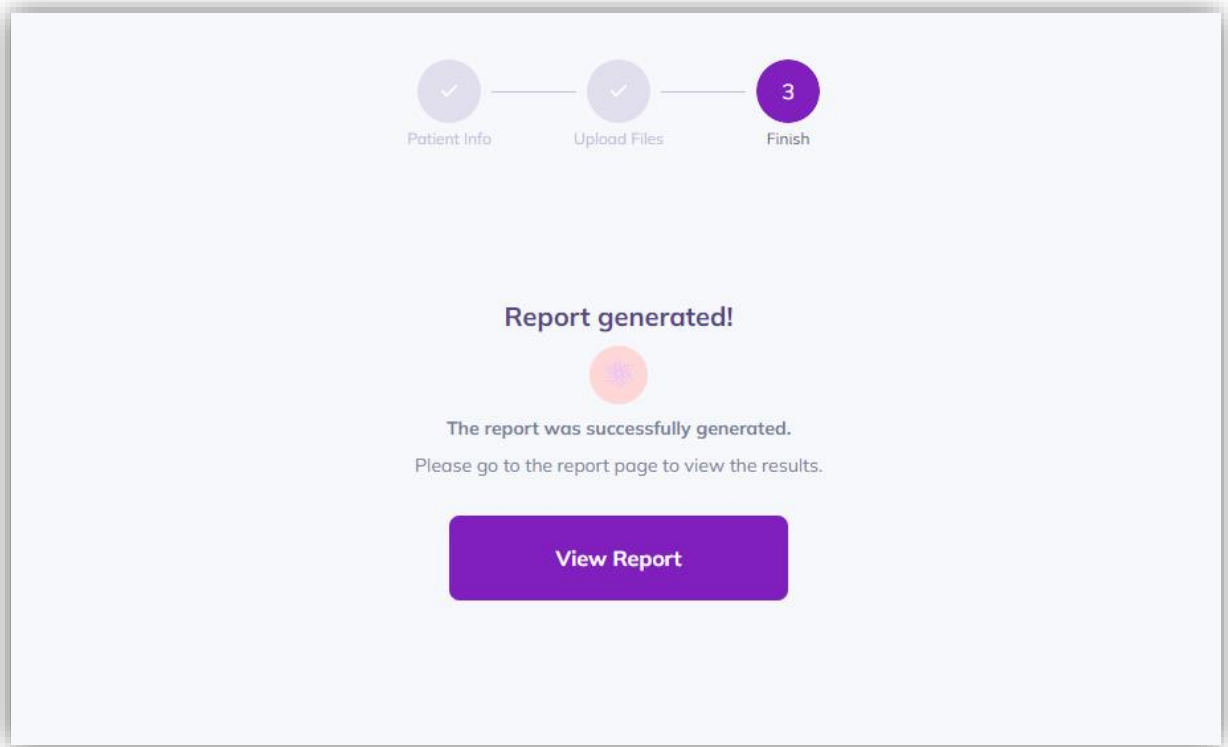 3
Patient Info
Upload Files
Finish
Report generated!
The report was successfully generated.
Please go to the report page to view the results.
View Report